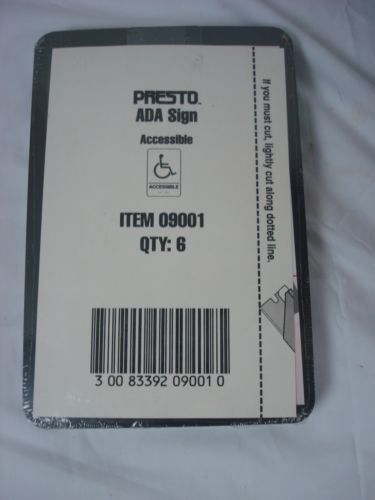 PRESTO™
ADA Sign
Accessible
ACCESSIBLE
ITEM 09001
QTY: 6
3 00 83392 09001 0
If you must cut, lightly cut along dotted line.